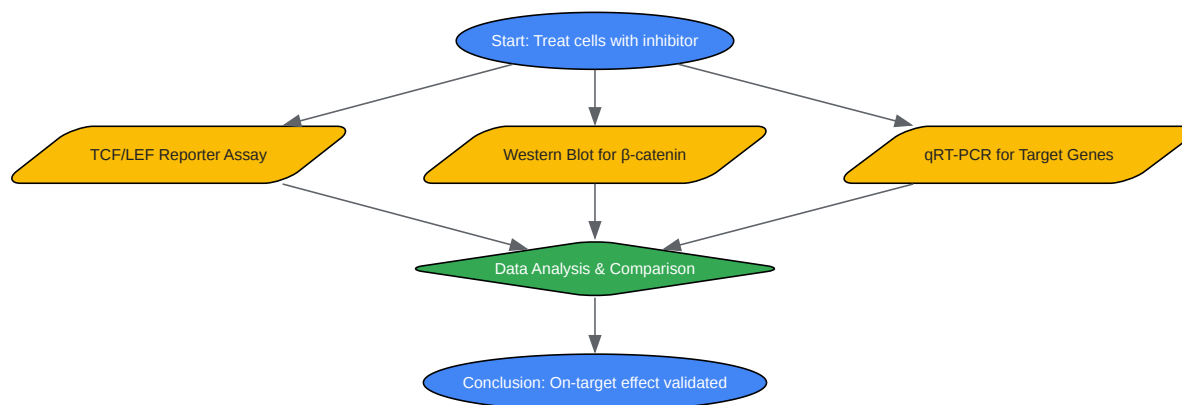 Start: Treat cells with inhibitor
TCF/LEF Reporter Assay
Western Blot for β-catenin
qRT-PCR for Target Genes
Data Analysis & Comparison
Conclusion: On-target effect validated